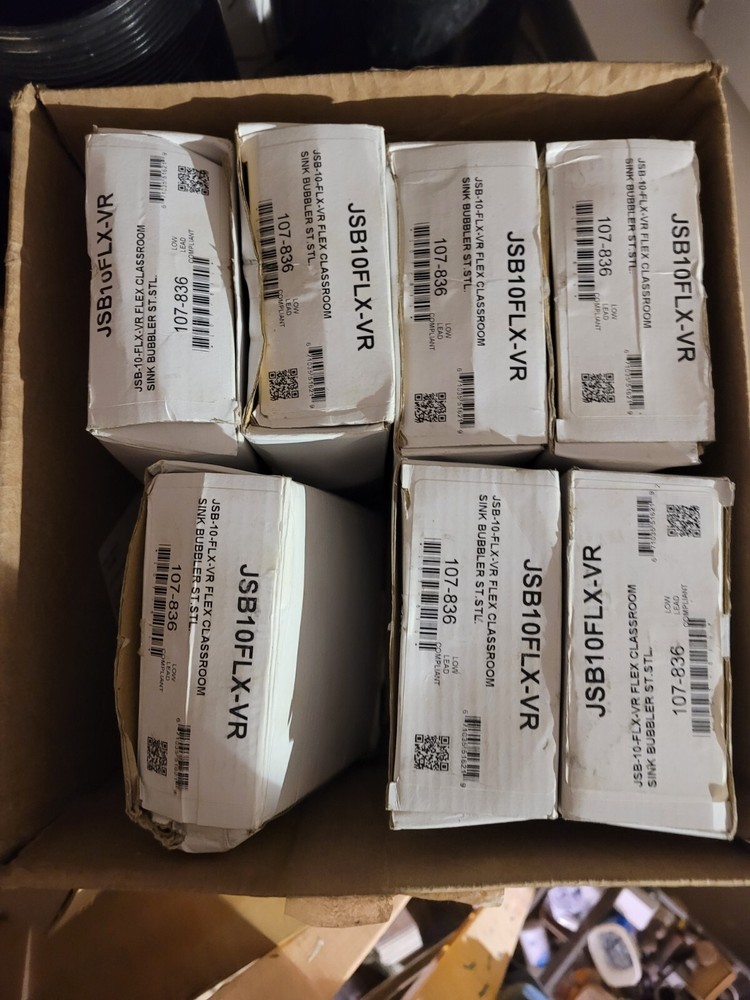 JSB10FLX-VR
JSB-10-FLX-VR FLEX CLASSROOM
SINK BUBBLER ST.STL.
107-836
LOW
LEAD
COMPLIANT
JSB10FLX-VR
JSB-10-FLX-VR FLEX CLASSROOM
SINK BUBBLER ST.STL.
107-836
LOW
LEAD
COMPLIANT
JSB10FLX-VR
JSB-10-FLX-VR FLEX CLASSROOM
SINK BUBBLER ST.STL.
107-836
LOW
LEAD
COMPLIANT
JSB10FLX-VR
JSB-10-FLX-VR FLEX CLASSROOM
SINK BUBBLER ST.STL.
107-836
LOW
LEAD
COMPLIANT
JSB10FLX-VR
JSB-10-FLX-VR FLEX CLASSROOM
SINK BUBBLER ST.STL.
107-836
LOW
LEAD
COMPLIANT
JSB10FLX-VR
JSB-10-FLX-VR FLEX CLASSROOM
SINK BUBBLER ST.STL.
107-836
LOW
LEAD
COMPLIANT
JSB10FLX-VR
JSB-10-FLX-VR FLEX CLASSROOM
SINK BUBBLER ST.STL.
107-836
LOW
LEAD
COMPLIANT